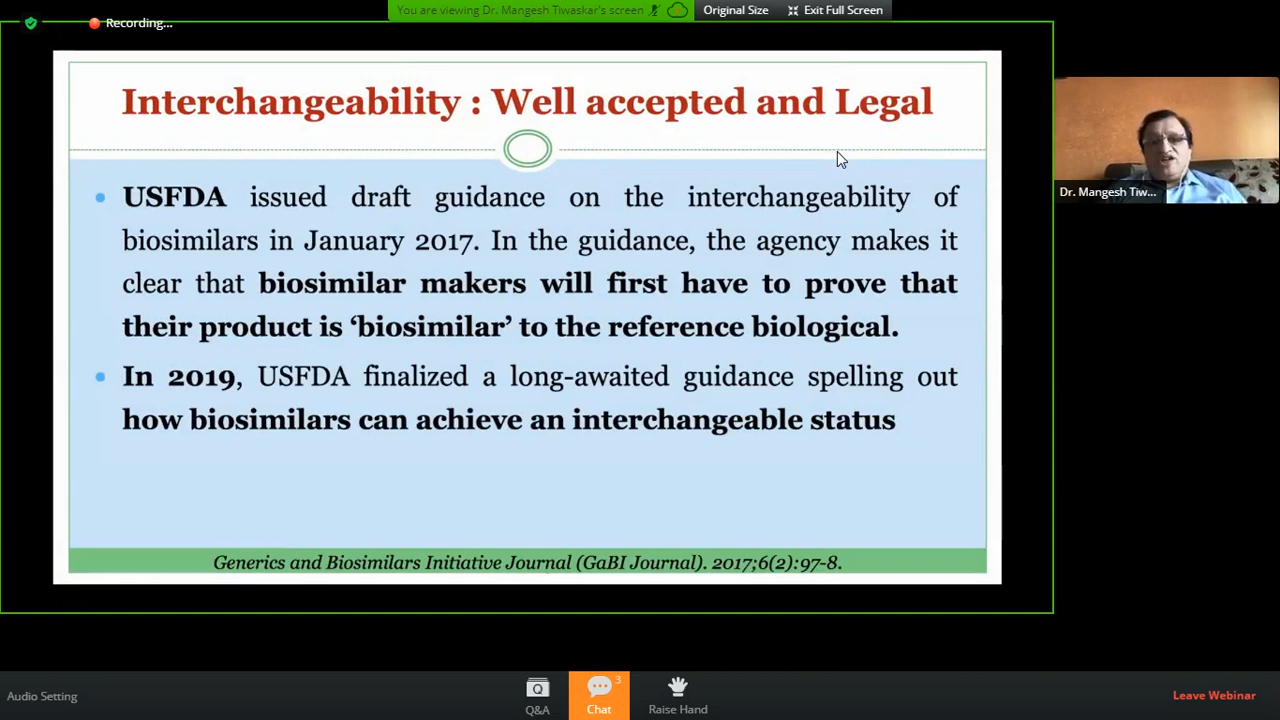 You are viewing Dr. Mangesh Tiwaskar's screen
Original Size
Exit Full Screen
Recording...
Interchangeability : Well accepted and Legal
• USFDA issued draft guidance on the interchangeability of
biosimilars in January 2017. In the guidance, the agency makes it
clear that biosimilar makers will first have to prove that
their product is ‘biosimilar’ to the reference biological.
• In 2019, USFDA finalized a long-awaited guidance spelling out
how biosimilars can achieve an interchangeable status
Generics and Biosimilars Initiative Journal (GaBI Journal). 2017;6(2):97-8.
Dr. Mangesh Tiw...
Audio Setting
Q
Q&A
3
Chat
Raise Hand
Leave Webinar